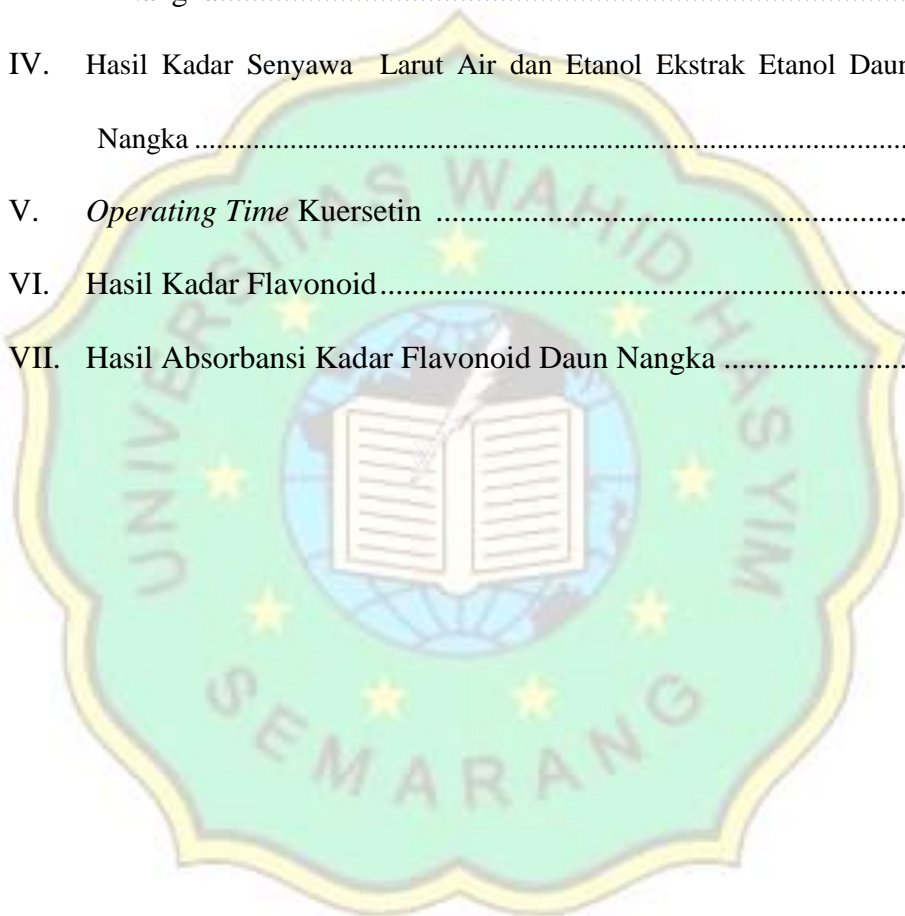 IV. Hasil Kadar Senyawa Larut Air dan Etanol Ekstrak Etanol Daun
Nangka ........................................................................................
V. Operating Time Kuersetin ..........................................................
VI. Hasil Kadar Flavonoid.................................................................
VII. Hasil Absorbansi Kadar Flavonoid Daun Nangka ......................
UNIVERSITAS WAHID HASYIM
SEMARANG